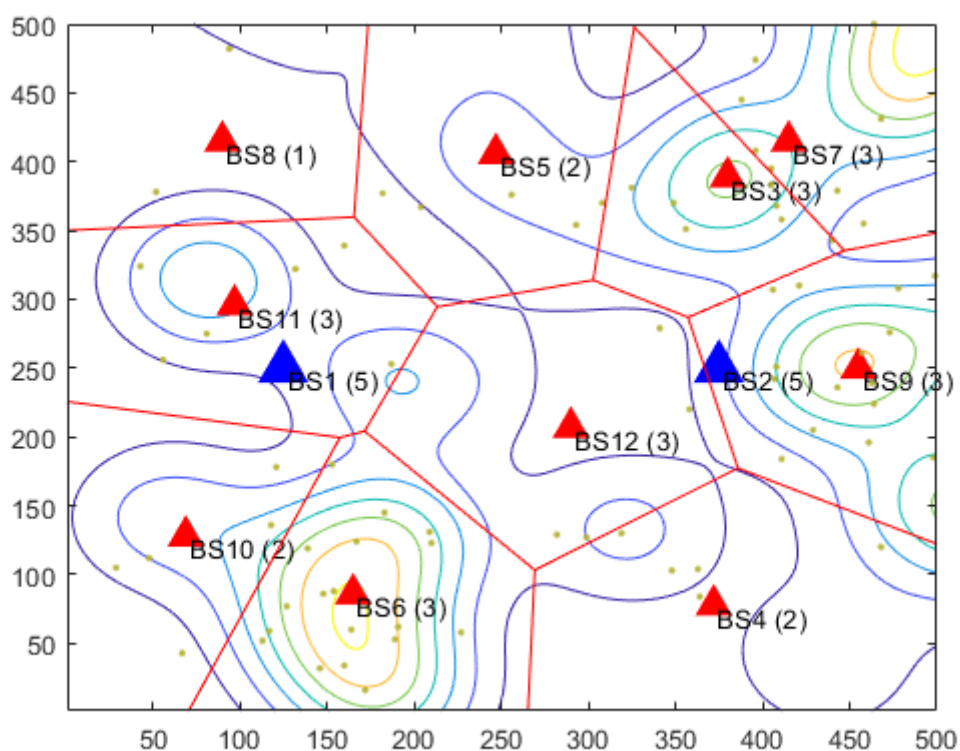 500
450
400
350
300
250
200
150
100
50
BS8 (1)
BS5 (2)
BS7 (3)
BS3 (3)
BS11 (3)
BS1 (5)
BS2 (5)
BS9 (3)
BS12 (3)
BS10 (2)
BS6 (3)
BS4 (2)
50 100 150 200 250 300 350 400 450 500